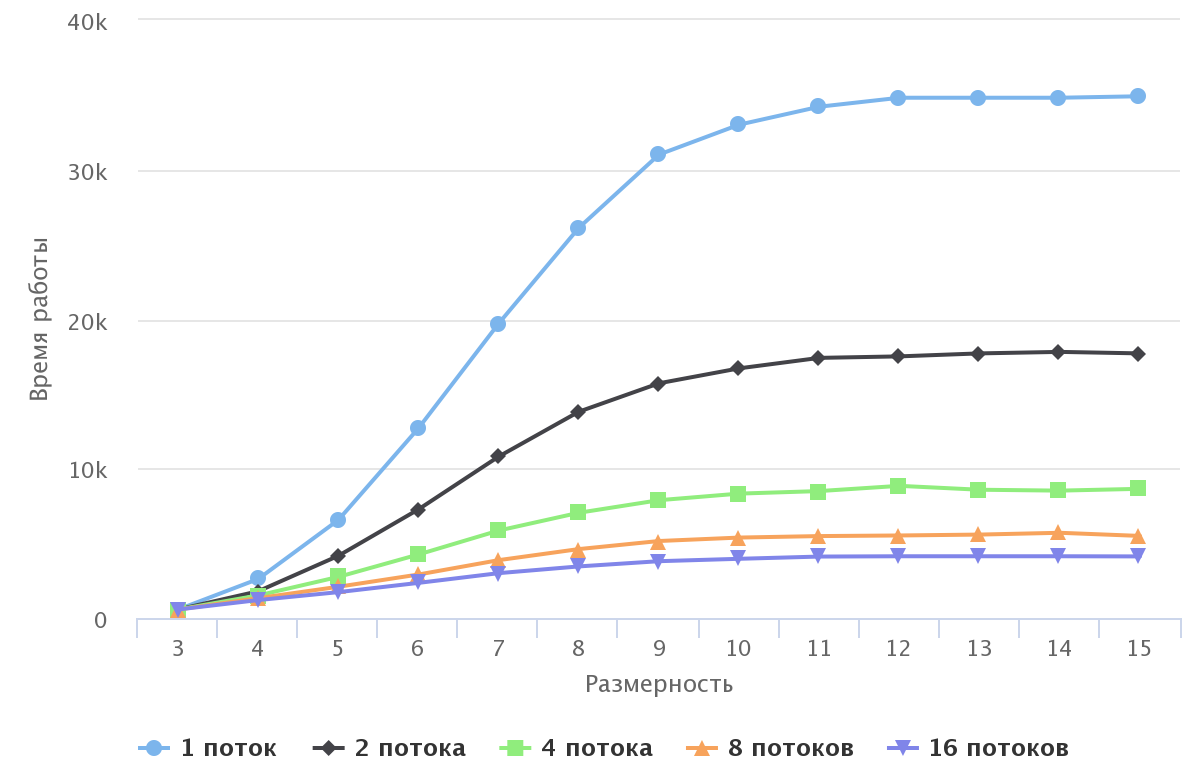 40k
30k
20k
10k
0
Время работы
3 4 5 6 7 8 9 10 11 12 13 14 15
Размерность
1 поток 2 потока 4 потока 8 потоков 16 потоков